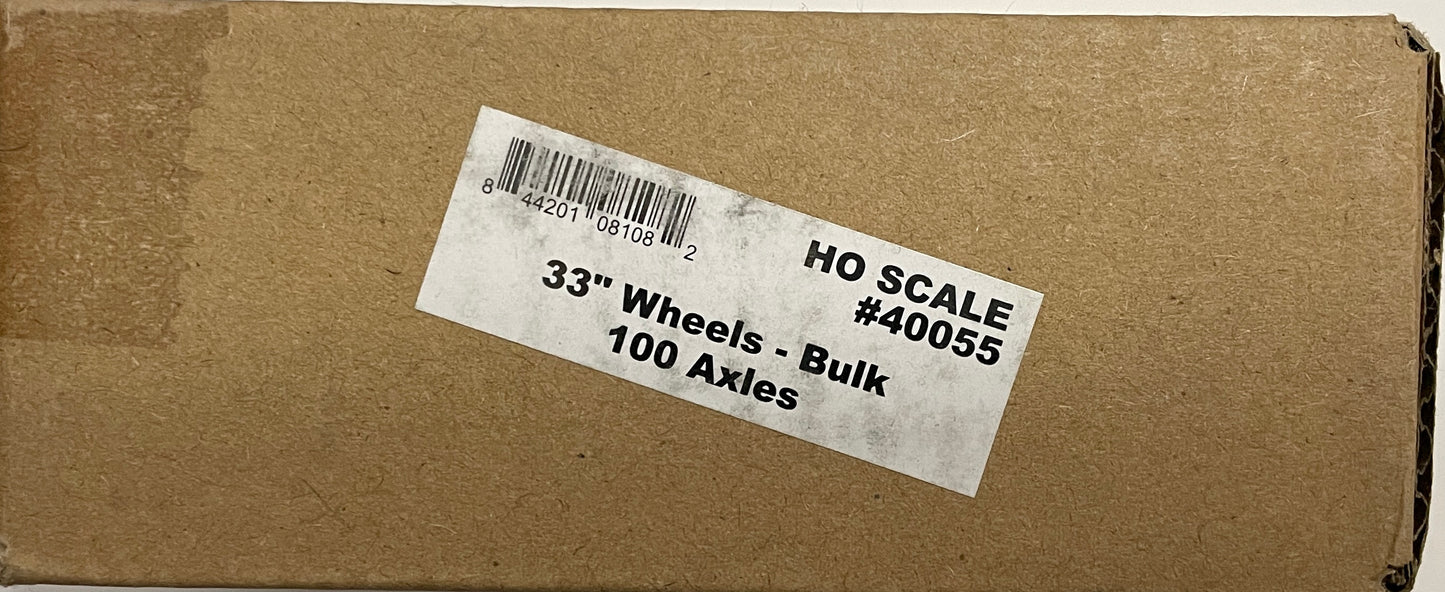 8 44201 08108 2
HO SCALE
#40055
33" Wheels - Bulk
100 Axles